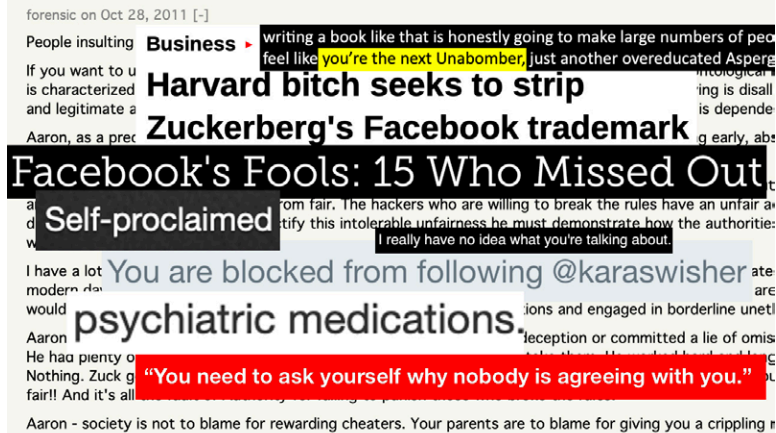 forensic on Oct 28, 2011 [-]
People insulting
Business
writing a book like that is honestly going to make large numbers of
feel like you're the next Unabomber, just another overeducated
If you want to
Harvard bitch seeks to strip
is characterized
ing is disall
Zuckerberg's Facebook trademark
and legitimate a
is depende
Aaron, as a prec
g early, abs
Facebook's Fools: 15 Who Missed Out
rom fair. The hackers who are willing to break the rules have an unfair
Self-proclaimed
tify this intolerable unfairness he must demonstrate how the authoritie
I really have no idea what you're talking about.
I have a lot
You are blocked from following @karaswisher
ate
modern
are
would
psychiatric medications.
ions and engaged in borderline unet
Aaron
deception or committed a lie of omis
He had plenty o
Nothing. Zuck g
“You need to ask yourself why nobody is agreeing with you.”
fair!! And it's all
Aaron - society is not to blame for rewarding cheaters. Your parents are to blame for giving you a crippling